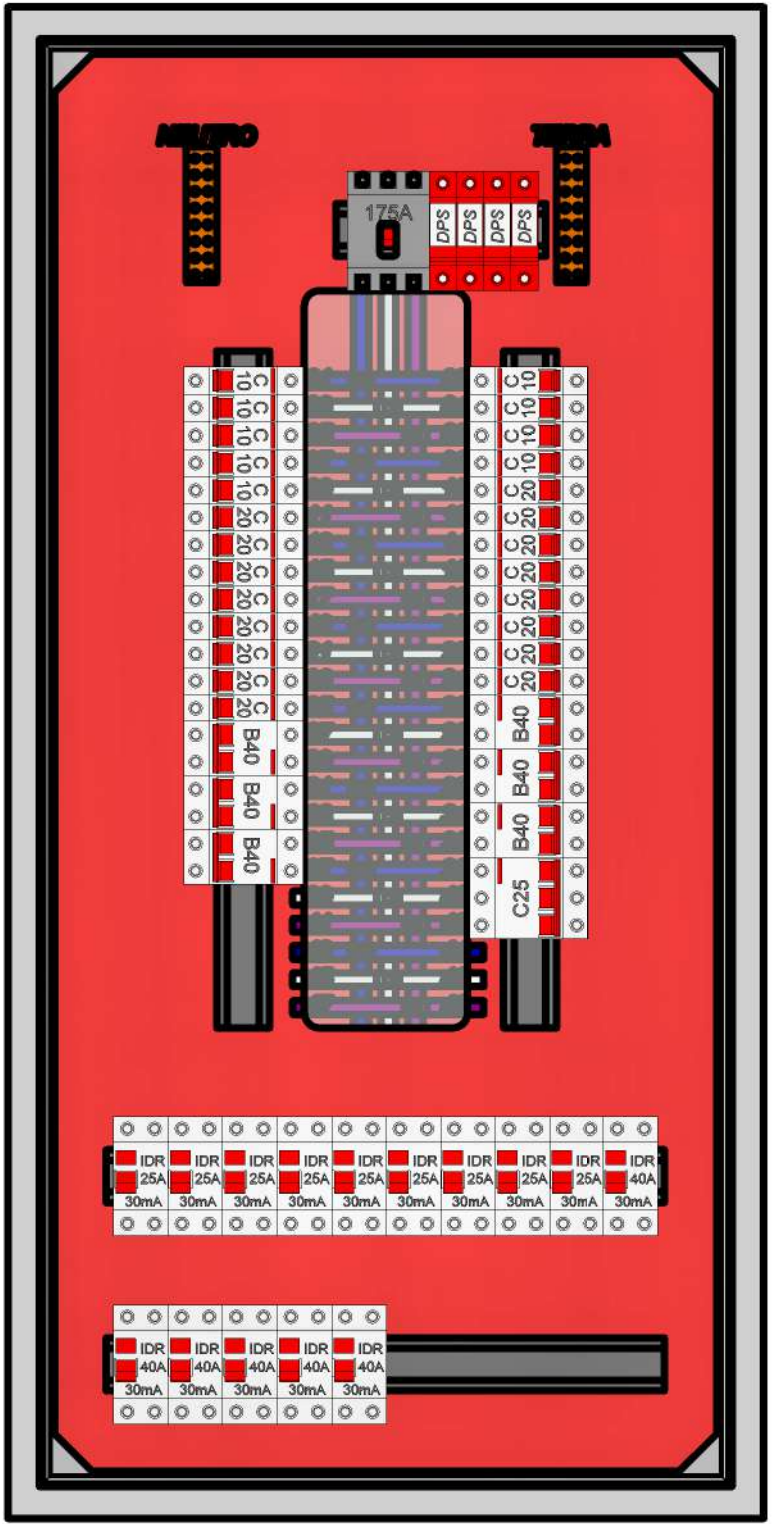 NEUTRO
TERRA
175A
DPS
DPS
DPS
DPS
C10
C10
C10
C10
C10
C20
C20
C20
C20
C20
C20
C20
C20
B40
B40
B40
C10
C10
C10
C10
C20
C20
C20
C20
C20
C20
C20
C20
B40
B40
B40
C25
IDR IDR IDR IDR IDR IDR IDR IDR IDR IDR
25A 25A 25A 25A 25A 25A 25A 25A 25A 40A
30mA 30mA 30mA 30mA 30mA 30mA 30mA 30mA 30mA 30mA
IDR IDR IDR IDR IDR
40A 40A 40A 40A 40A
30mA 30mA 30mA 30mA 30mA